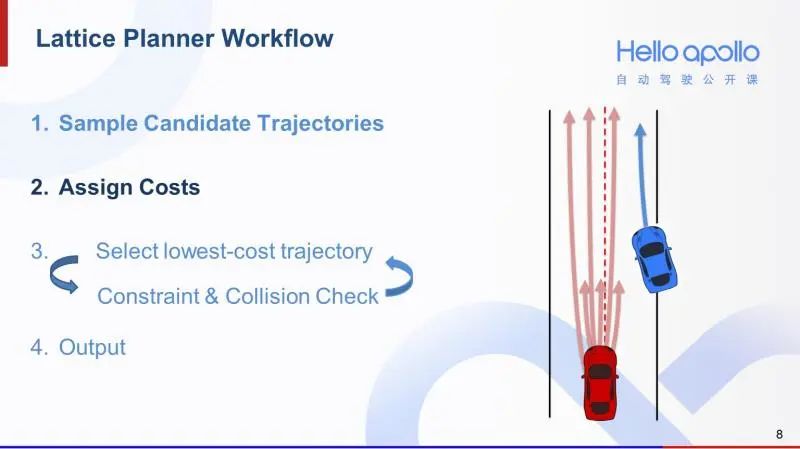 Lattice Planner Workflow
Hello apollo
自动驾驶公开课
1. Sample Candidate Trajectories
2. Assign Costs
3. Select lowest-cost trajectory
Constraint & Collision Check
4. Output
8